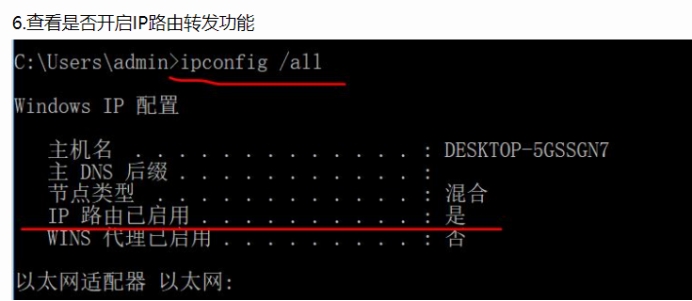 6.查看是否开启IP路由转发功能
C:\Users\admin>ipconfig /all
Windows IP 配置
主机名 . . . . . . . . . . . . . : DESKTOP-5GSSGN7
主 DNS 后缀 . . . . . . . . . . . :
节点类型 . . . . . . . . . . . . : 混合
IP 路由已启用 . . . . . . . . . . : 是
WINS 代理已启用 . . . . . . . . . : 否
以太网适配器 以太网: